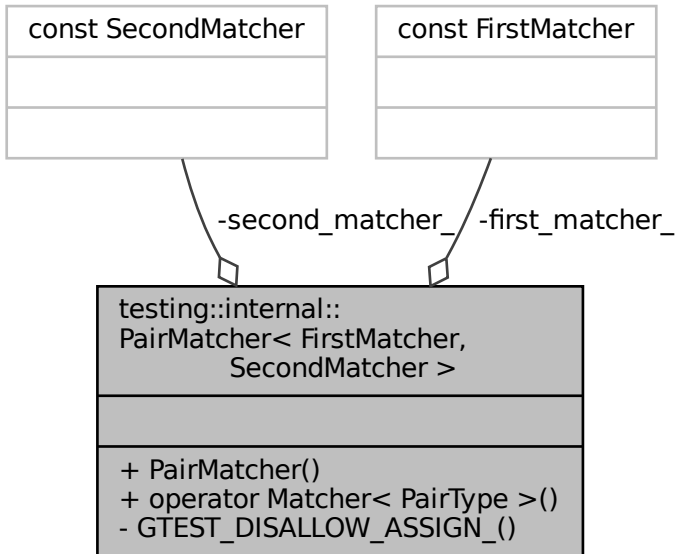 const SecondMatcher
const FirstMatcher
-second_matcher_
-first_matcher_
testing::internal::
PairMatcher< FirstMatcher,
SecondMatcher >
+ PairMatcher()
+ operator Matcher< PairType >()
- GTEST_DISALLOW_ASSIGN_()